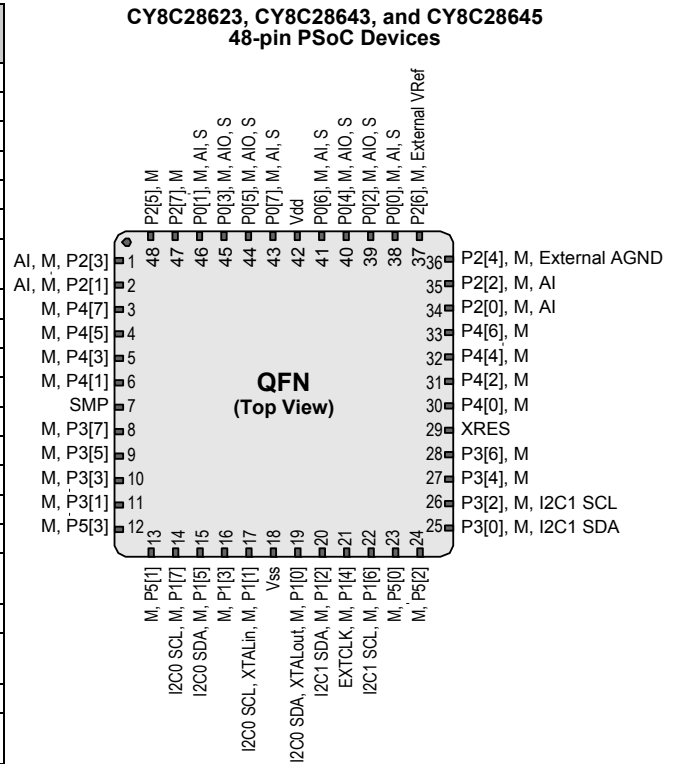 CY8C28623, CY8C28643, and CY8C28645
48-pin PSoC Devices
P2[5], M
P2[7], M
P0[1], M, AI, S
P0[3], M, AIO, S
P0[5], M, AIO, S
P0[7], M, AI, S
Vdd
P0[6], M, AI, S
P0[4], M, AIO, S
P0[2], M, AIO, S
P0[0], M, AI, S
P2[6], M, External VRef
48
47
46
45
44
43
42
41
40
39
38
37
AI, M, P2[3] 1
AI, M, P2[1] 2
M, P4[7] 3
M, P4[5] 4
M, P4[3] 5
M, P4[1] 6
SMP 7
M, P3[7] 8
M, P3[5] 9
M, P3[3] 10
M, P3[1] 11
M, P5[3] 12
QFN
(Top View)
36 P2[4], M, External AGND
35 P2[2], M, AI
34 P2[0], M, AI
33 P4[6], M
32 P4[4], M
31 P4[2], M
30 P4[0], M
29 XRES
28 P3[6], M
27 P3[4], M
26 P3[2], M, I2C1 SCL
25 P3[0], M, I2C1 SDA
13
14
15
16
17
18
19
20
21
22
23
24
M, P5[1]
I2C0 SCL, M, P1[7]
I2C0 SDA, M, P1[5]
M, P1[3]
I2C0 SCL, XTALin, M, P1[1]
Vss
I2C0 SDA, XTALout, M, P1[0]
I2C1 SDA, M, P1[2]
EXTCLK, M, P1[4]
I2C1 SCL, M, P1[6]
M, P5[0]
M, P5[2]